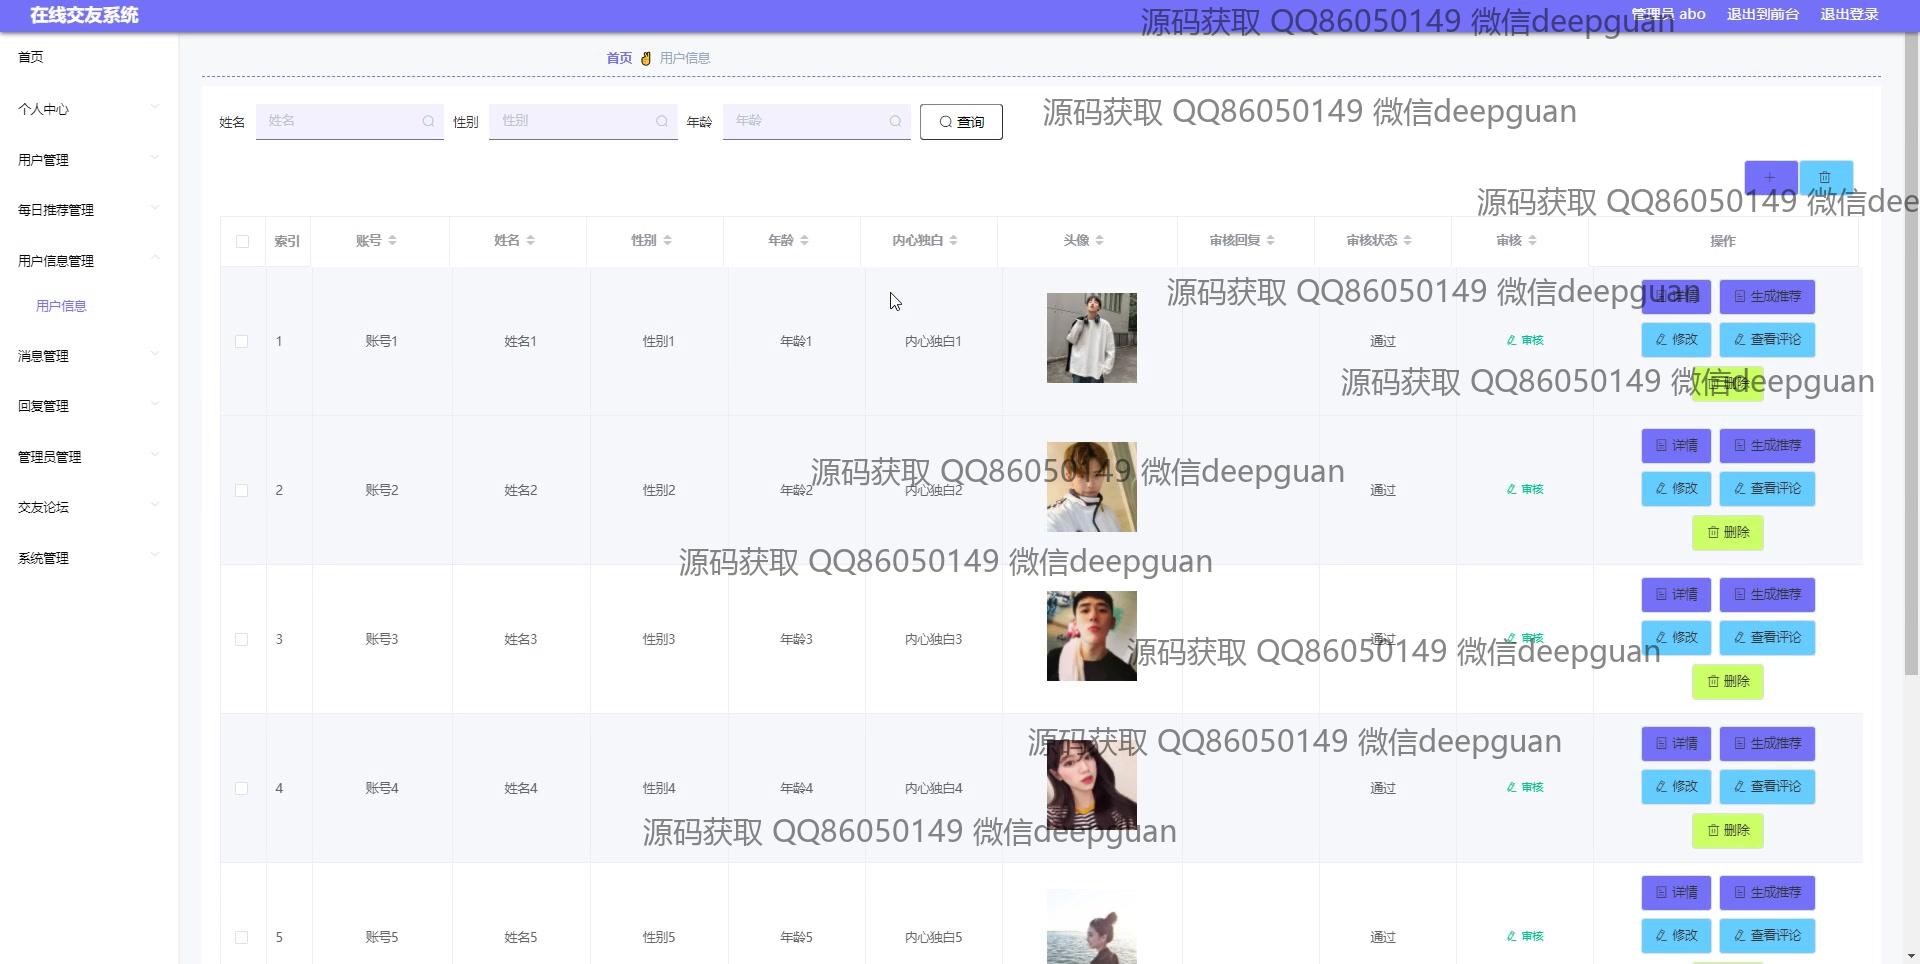 在线交友系统
管理员 abo 退出到前台 退出登录
源码获取 QQ86050149 微信deepguan
首页
个人中心
用户管理
每日推荐管理
用户信息管理
用户信息
消息管理
回复管理
管理员管理
交友论坛
系统管理
首页 用户信息
姓名 姓名 性别 性别 年龄 年龄 查询
源码获取 QQ86050149 微信deepguan
源码获取 QQ86050149 微信dee
索引 账号 姓名 性别 年龄 内心独白 头像 审核回复 审核状态 审核 操作
源码获取 QQ86050149 微信deepguan
1 账号1 姓名1 性别1 年龄1 内心独白1 通过 审核
详情 生成推荐
修改 查看评论
删除
源码获取 QQ86050149 微信deepguan
2 账号2 姓名2 性别2 年龄2 内心独白2 通过 审核
详情 生成推荐
修改 查看评论
删除
源码获取 QQ86050149 微信deepguan
源码获取 QQ86050149 微信deepguan
3 账号3 姓名3 性别3 年龄3 内心独白3 通过 审核
详情 生成推荐
修改 查看评论
删除
源码获取 QQ86050149 微信deepguan
源码获取 QQ86050149 微信deepguan
4 账号4 姓名4 性别4 年龄4 内心独白4 通过 审核
详情 生成推荐
修改 查看评论
删除
源码获取 QQ86050149 微信deepguan
5 账号5 姓名5 性别5 年龄5 内心独白5 通过 审核
详情 生成推荐
修改 查看评论